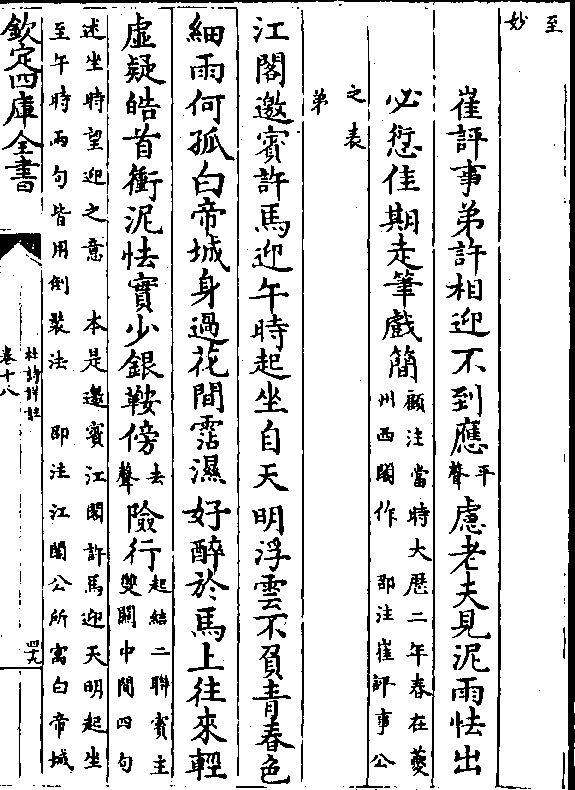 至
妙
崔評事弟許相迎不到應平聲慮老夫見泥雨怯出
必愆佳期走筆戲簡
顧注當時大厯二年春在夔
州西閣作 邵注崔評事公
之表
弟
江閣邀賓許馬迎午時起坐自天明浮雲不負青春色
細雨何孤白帝城身過花間霑濕好醉於馬上往來輕
虛疑皓首衝泥怯實少銀鞍傍去聲險行
起結二聯賓主
雙關中間四句
述坐時望迎之意 本是邀賓江閣許馬迎天明起坐
至午時兩句皆用倒裝法 邵注江閣公所寓白帝城
欽定四庫全書
杜詩詳註
卷十八
四十九